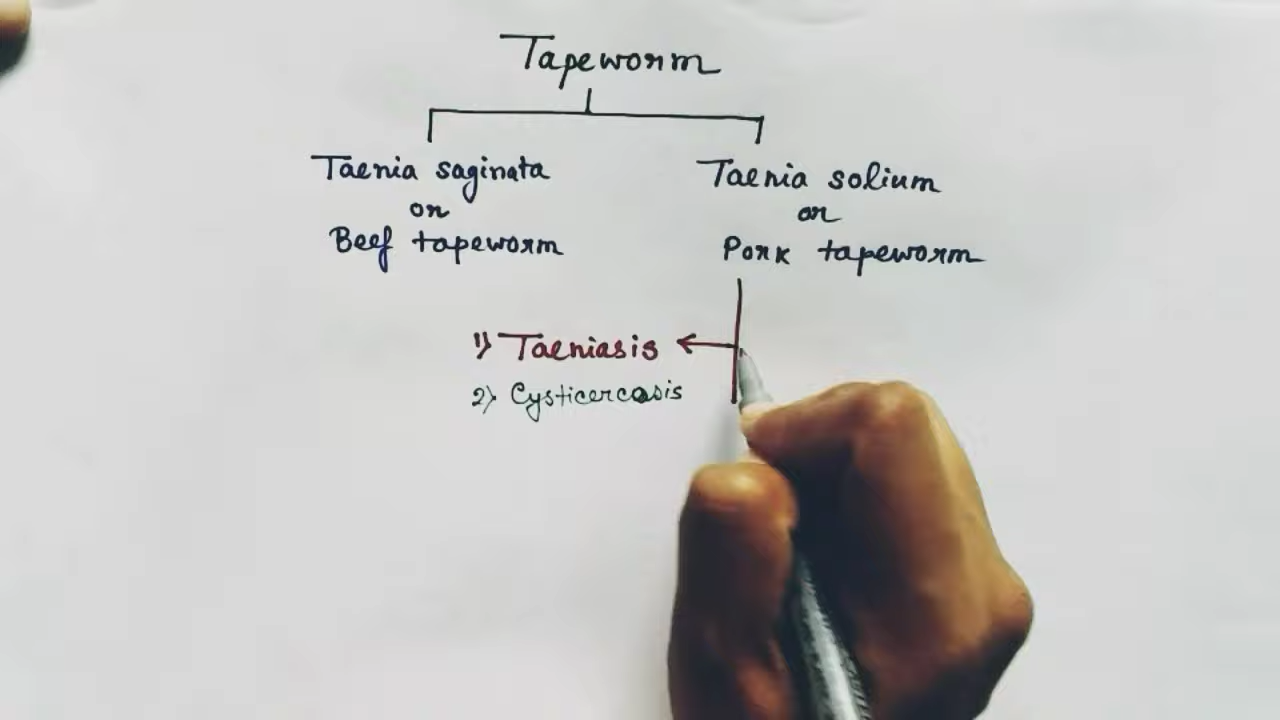 Tapeworm
Taenia saginata
or
Beef tapeworm
Taenia solium
or
Pork tapeworm
1) Taeniasis
2) Cysticercosis